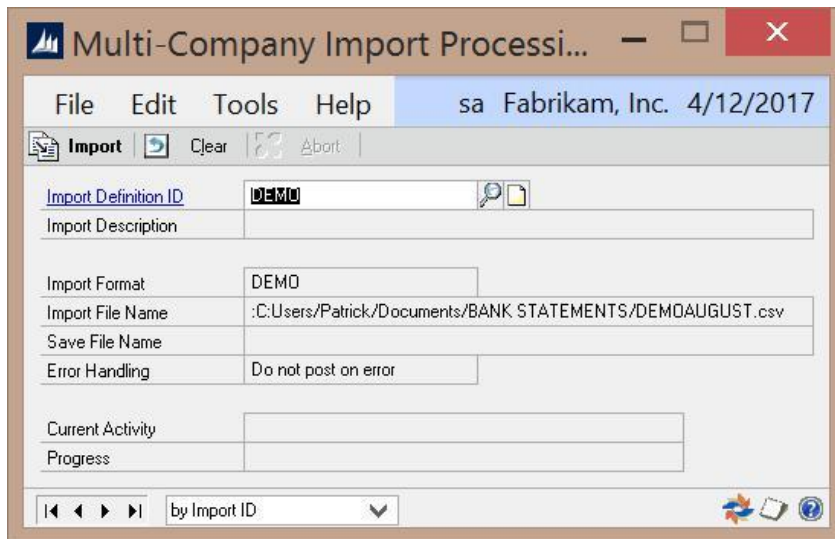 Multi-Company Import Processi...
File Edit Tools Help sa Fabrikam, Inc. 4/12/2017
Import Clear Abort
Import Definition ID DEMO
Import Description
Import Format DEMO
Import File Name :C:Users/Patrick/Documents/BANK STATEMENTS/DEMOAUGUST.csv
Save File Name
Error Handling Do not post on error
Current Activity
Progress
by Import ID